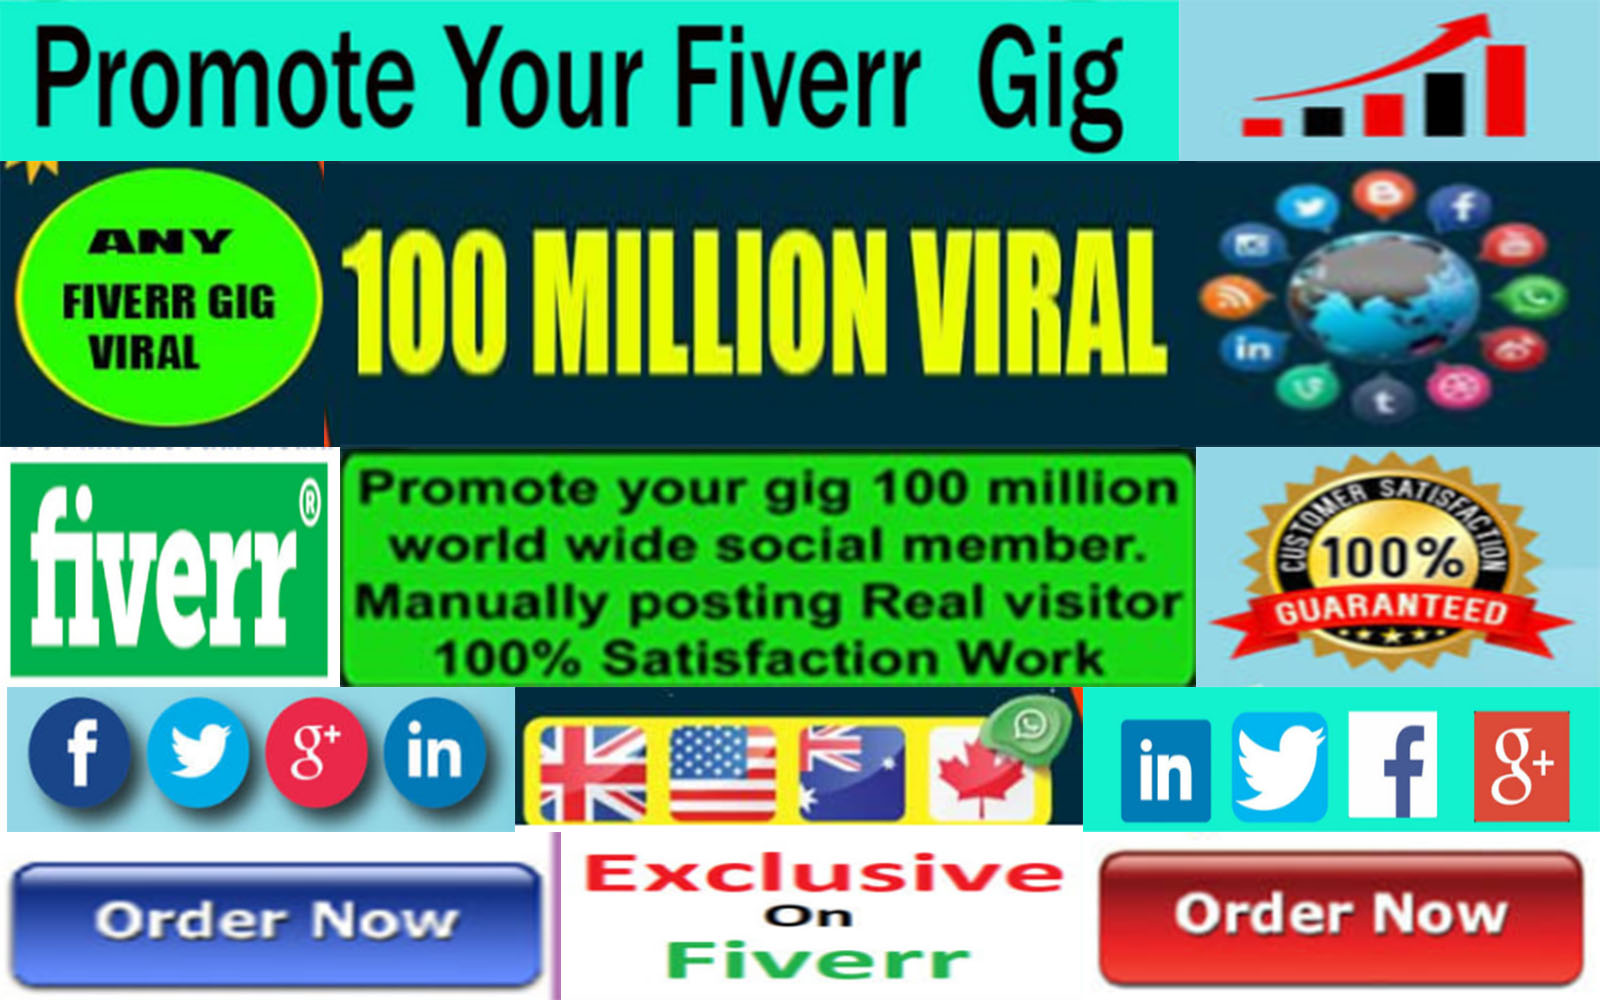 Promote Your Fiverr Gig
ANY
FIVERR GIG
VIRAL
100 MILLION VIRAL
fiverr®
Promote your gig 100 million
world wide social member.
Manually posting Real visitor
100% Satisfaction Work
CUSTOMER SATISFACTION
100%
GUARANTEED
f
g+
in
in
f
g+
Order Now
Exclusive
On
Fiverr
Order Now